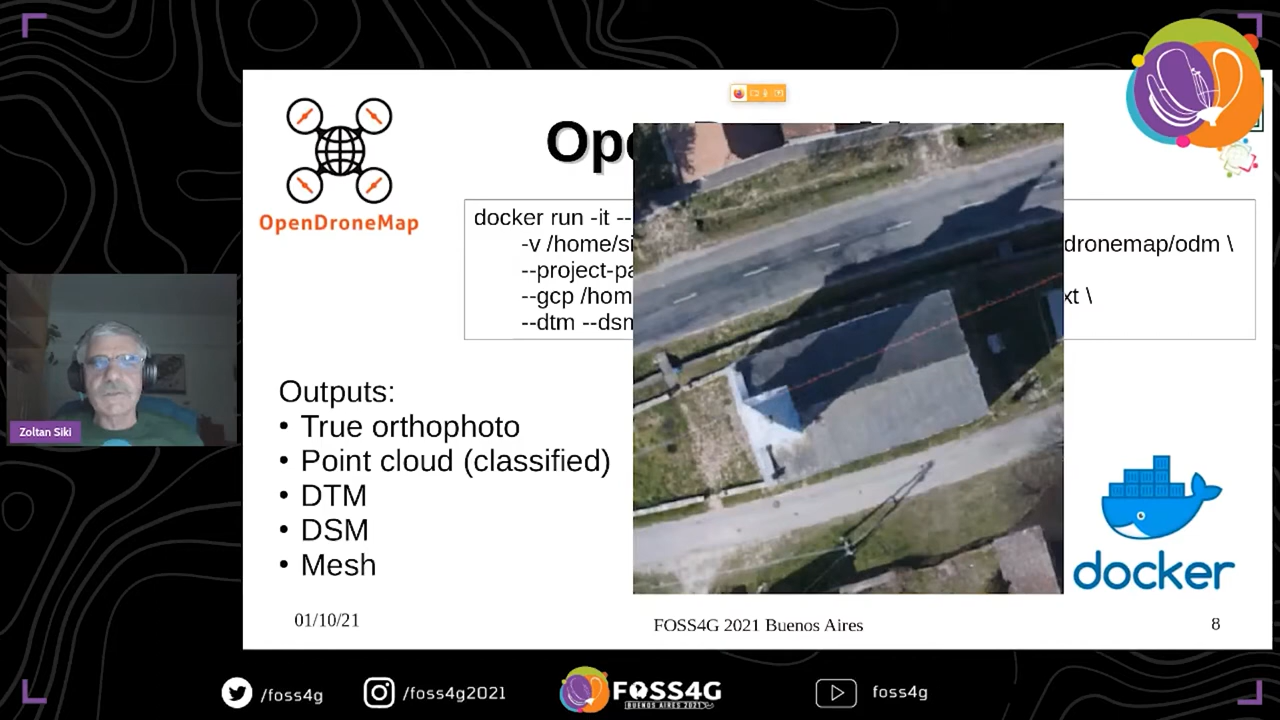 OpenDroneMap
Ope
docker run -it --
-v /home/si
dronemap/odm \
--project-pa
--gcp /hom
xt \
--dtm --dsm
Outputs:
• True orthophoto
• Point cloud (classified)
• DTM
• DSM
• Mesh
docker
01/10/21
FOSS4G 2021 Buenos Aires
8
Zoltan Siki
/foss4g
/foss4g2021
FOSS4G
BUENOS AIRES 2021
foss4g